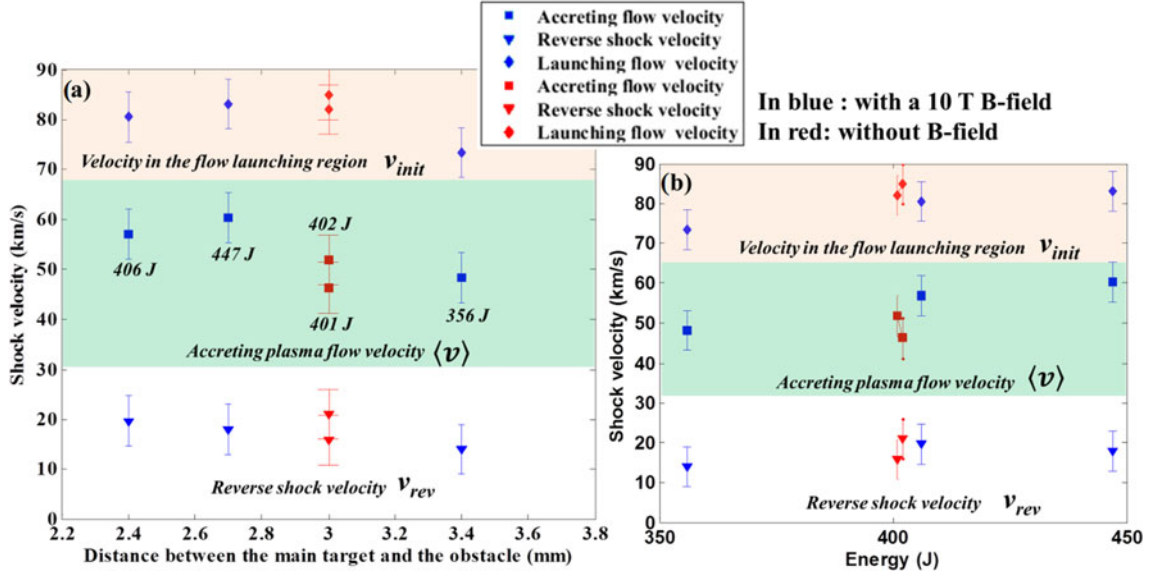 Accreting flow velocity
Reverse shock velocity
Launching flow velocity
Accreting flow velocity
Reverse shock velocity
Launching flow velocity
In blue : with a 10 T B-field
In red: without B-field
(a)
Shock velocity (km/s)
90
80
70
60
50
40
30
20
10
0
Velocity in the flow launching region v_init
406 J
447 J
402 J
401 J
356 J
Accreting plasma flow velocity ⟨v⟩
Reverse shock velocity v_rev
2.2 2.4 2.6 2.8 3.0 3.2 3.4 3.6 3.8
Distance between the main target and the obstacle (mm)
(b)
Shock velocity (km/s)
90
80
70
60
50
40
30
20
10
0
Velocity in the flow launching region v_init
Accreting plasma flow velocity ⟨v⟩
Reverse shock velocity v_rev
350 400 450
Energy (J)